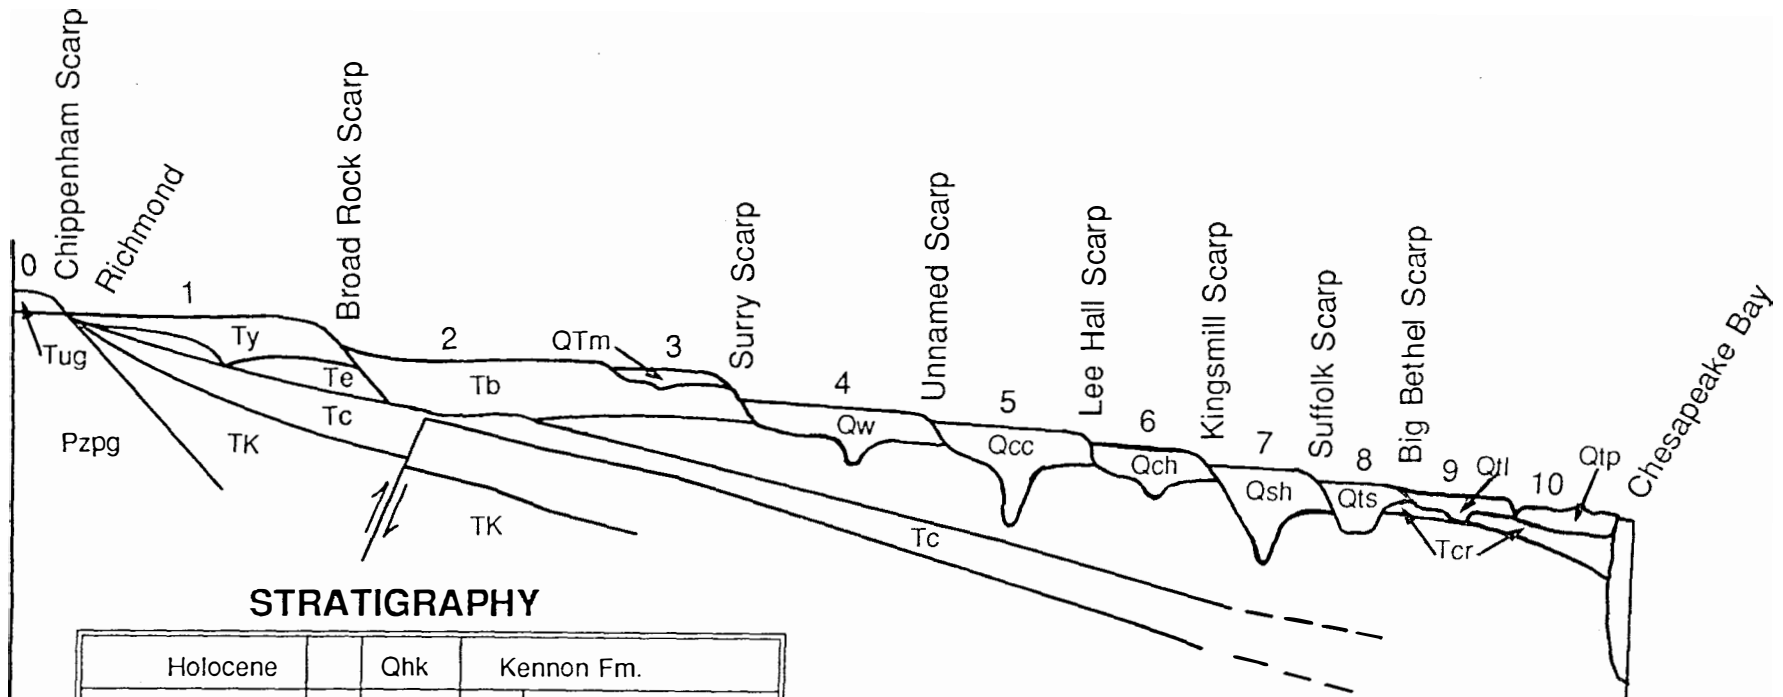 Chippenham Scarp
Richmond
Broad Rock Scarp
Surry Scarp
Unnamed Scarp
Lee Hall Scarp
Kingsmill Scarp
Suffolk Scarp
Big Bethel Scarp
Chesapeake Bay
0
1
2
3
4
5
6
7
8
9
10
Tug
Ty
Te
Tc
TK
Pzpg
Tb
QTm
TK
Qw
Qcc
Qch
Qsh
Qts
Qtl
Qtp
Tcr
Tc
STRATIGRAPHY
Holocene Qhk Kennon Fm.